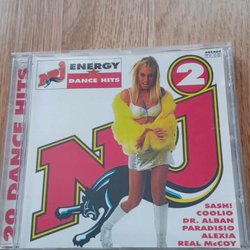 NRJ
ENERGY
DANCE HITS
2
20 DANCE HITS
NRJ
SASH!
COOLIO
DR. ALBAN
PARADISIO
ALEXIA
REAL McCOY